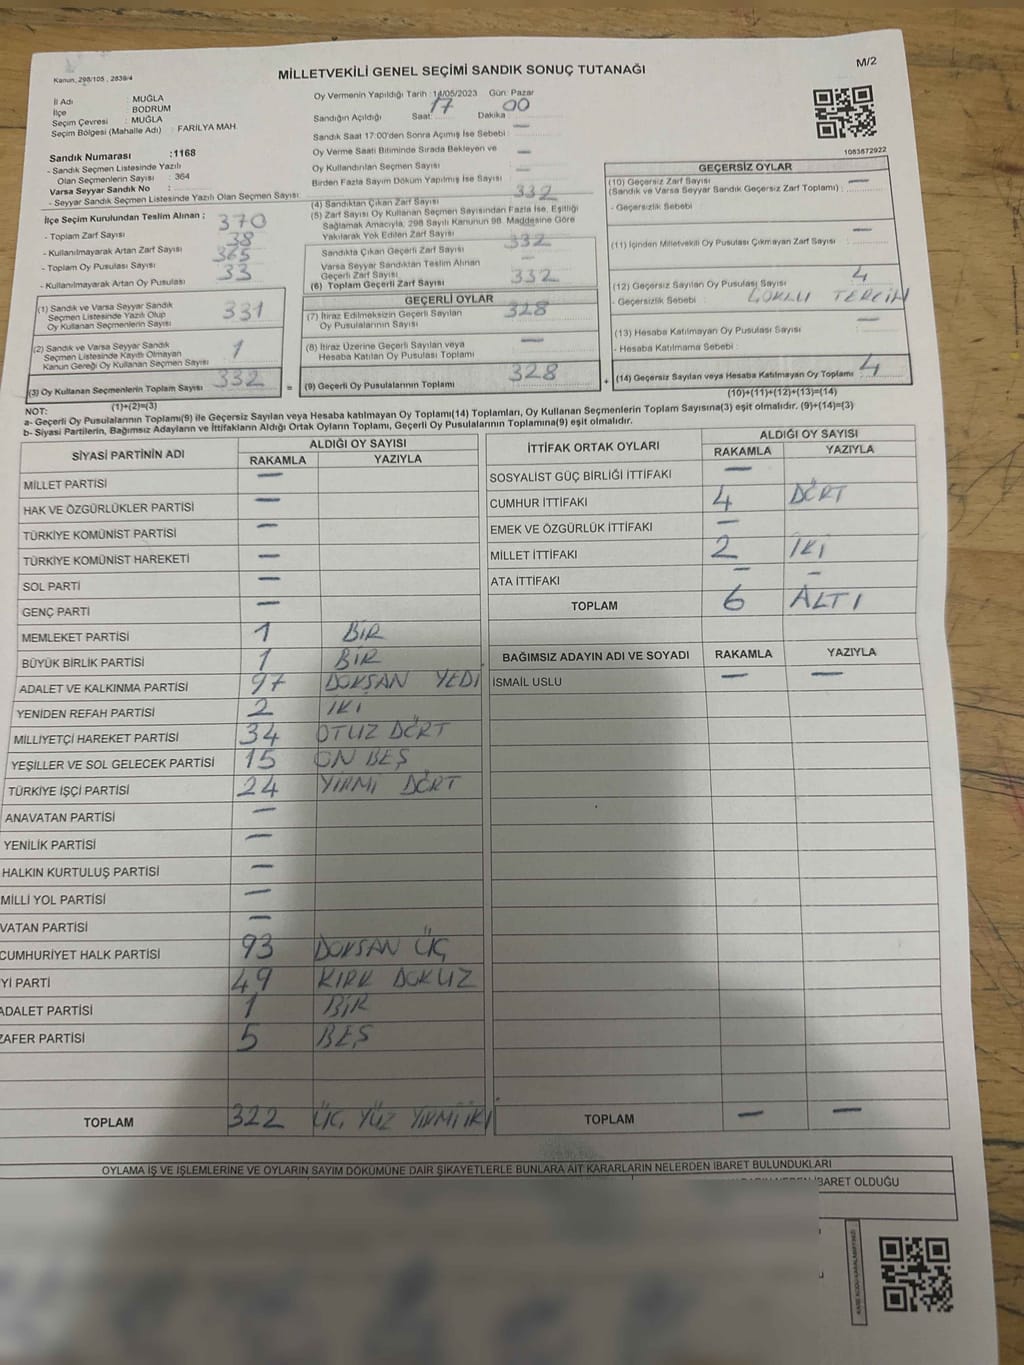 Kanun, 298/105 , 2839/4
MİLLETVEKİLİ GENEL SEÇİMİ SANDIK SONUÇ TUTANAĞI
M/2
İl Adı : MUĞLA
İlçe : BODRUM
Seçim Çevresi : MUĞLA
Seçim Bölgesi (Mahalle Adı) : FARİLYA MAH.
Sandık Numarası :1168
- Sandık Seçmen Listesinde Yazılı
Olan Seçmenlerin Sayısı : 364
Varsa Seyyar Sandık No :
- Seyyar Sandık Seçmen Listesinde Yazılı Olan Seçmen Sayısı:
İlçe Seçim Kurulundan Teslim Alınan ;
- Toplam Zarf Sayısı 370
- Kullanılmayarak Artan Zarf Sayısı 38
- Toplam Oy Pusulası Sayısı 365
- Kullanılmayarak Artan Oy Pusulası 33
(1) Sandık ve Varsa Seyyar Sandık
Seçmen Listesinde Yazılı Olup
Oy Kullanan Seçmenlerin Sayısı 331
(2) Sandık ve Varsa Seyyar Sandık
Seçmen Listesinde Kayıtlı Olmayan
Kanun Gereği Oy Kullanan Seçmen Sayısı 1
(3) Oy Kullanan Seçmenlerin Toplam Sayısı 332
(1)+(2)=(3)
Oy Vermenin Yapıldığı Tarih : 14/05/2023 Gün: Pazar
Sandığın Açıldığı Saat: 17 Dakika 00
Sandık Saat 17:00'den Sonra Açımış İse Sebebi : —
Oy Verme Saati Bitiminde Sırada Bekleyen ve
Oy Kullandırılan Seçmen Sayısı —
Birden Fazla Sayım Döküm Yapılmış İse Sayısı —
(4) Sandıktan Çıkan Zarf Sayısı 332
(5) Zarf Sayısı Oy Kullanan Seçmen Sayısından Fazla İse, Eşitliği
Sağlamak Amacıyla, 298 Sayılı Kanunun 98. Maddesine Göre
Yakılarak Yok Edilen Zarf Sayısı —
Sandıkta Çıkan Geçerli Zarf Sayısı 332
Varsa Seyyar Sandıktan Teslim Alınan
Geçerli Zarf Sayısı —
(6) Toplam Geçerli Zarf Sayısı 332
GEÇERLİ OYLAR
(7) İtiraz Edilmeksizin Geçerli Sayılan
Oy Pusulalarının Sayısı 328
(8) İtiraz Üzerine Geçerli Sayılan veya
Hesaba Katılan Oy Pusulası Toplamı —
= (9) Geçerli Oy Pusulalarının Toplamı 328
1083872922
GEÇERSİZ OYLAR
(10) Geçersiz Zarf Sayısı
(Sandık ve Varsa Seyyar Sandık Geçersiz Zarf Toplamı) : —
- Geçersizlik Sebebi :
(11) İçinden Milletvekili Oy Pusulası Çıkmayan Zarf Sayısı —
(12) Geçersiz Sayılan Oy Pusulası Sayısı 4
- Geçersizlik Sebebi : ÇOKLU TERCİH
(13) Hesaba Katılmayan Oy Pusulası Sayısı —
- Hesaba Katılmama Sebebi :
+ (14) Geçersiz Sayılan veya Hesaba Katılmayan Oy Toplamı 4
(10)+(11)+(12)+(13)=(14)
NOT:
a- Geçerli Oy Pusulalarının Toplamı(9) ile Geçersiz Sayılan veya Hesaba katılmayan Oy Toplamı(14) Toplamları, Oy Kullanan Seçmenlerin Toplam Sayısına(3) eşit olmalıdır. (9)+(14)=(3)
b- Siyasi Partilerin, Bağımsız Adayların ve İttifakların Aldığı Ortak Oyların Toplamı, Geçerli Oy Pusulalarının Toplamına(9) eşit olmalıdır.
SİYASİ PARTİNİN ADI ALDIĞI OY SAYISI
RAKAMLA YAZIYLA
MİLLET PARTİSİ —
HAK VE ÖZGÜRLÜKLER PARTİSİ —
TÜRKİYE KOMÜNİST PARTİSİ —
TÜRKİYE KOMÜNİST HAREKETİ —
SOL PARTİ —
GENÇ PARTİ —
MEMLEKET PARTİSİ 1 BİR
BÜYÜK BİRLİK PARTİSİ 1 BİR
ADALET VE KALKINMA PARTİSİ 97 DOKSAN YEDİ
YENİDEN REFAH PARTİSİ 2 İKİ
MİLLİYETÇİ HAREKET PARTİSİ 34 OTUZ DÖRT
YEŞİLLER VE SOL GELECEK PARTİSİ 15 ON BEŞ
TÜRKİYE İŞÇİ PARTİSİ 24 YİRMİ DÖRT
ANAVATAN PARTİSİ —
YENİLİK PARTİSİ —
HALKIN KURTULUŞ PARTİSİ —
MİLLİ YOL PARTİSİ —
VATAN PARTİSİ —
CUMHURİYET HALK PARTİSİ 93 DOKSAN ÜÇ
Yİ PARTİ 49 KIRK DOKUZ
ADALET PARTİSİ 1 BİR
ZAFER PARTİSİ 5 BEŞ
TOPLAM 322 ÜÇ YÜZ YİRMİ İKİ
İTTİFAK ORTAK OYLARI ALDIĞI OY SAYISI
RAKAMLA YAZIYLA
SOSYALİST GÜÇ BİRLİĞİ İTTİFAKI —
CUMHUR İTTİFAKI 4 DÖRT
EMEK VE ÖZGÜRLÜK İTTİFAKI —
MİLLET İTTİFAKI 2 İKİ
ATA İTTİFAKI — —
TOPLAM 6 ALTI
BAĞIMSIZ ADAYIN ADI VE SOYADI RAKAMLA YAZIYLA
İSMAİL USLU — —
TOPLAM — —
OYLAMA İŞ VE İŞLEMLERİNE VE OYLARIN SAYIM DÖKÜMÜNE DAİR ŞİKAYETLERLE BUNLARA AİT KARARLARIN NELERDEN İBARET BULUNDUKLARI
İBARET OLDUĞU